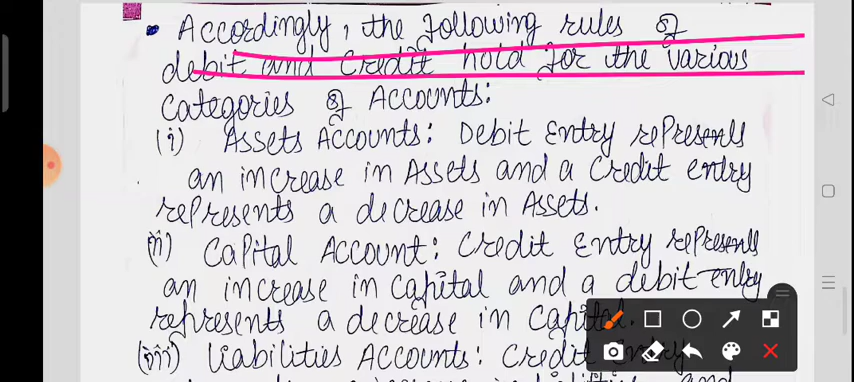 Accordingly, the following rules of
debit and credit hold for the various
categories of Accounts:
(i) Assets Accounts: Debit Entry represents
an increase in Assets and a credit entry
represents a decrease in Assets.
(ii) Capital Account: Credit Entry represents
an increase in capital and a debit entry
represents a decrease in capital.
(iii) Liabilities Accounts: Credit Entry
and